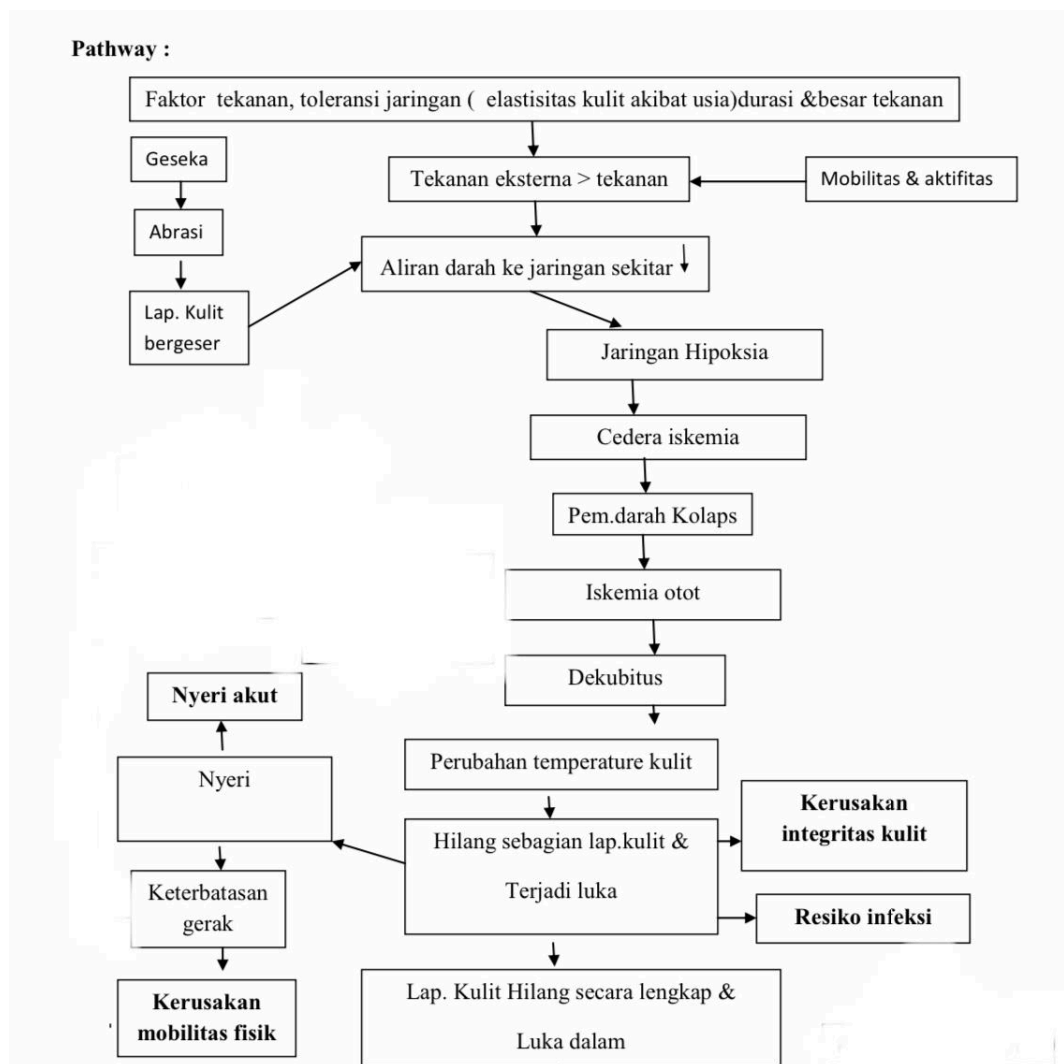 Pathway :
Faktor tekanan, toleransi jaringan ( elastisitas kulit akibat usia)durasi &besar tekanan
Geseka
Tekanan eksterna > tekanan
Mobilitas & aktifitas
Abrasi
Aliran darah ke jaringan sekitar
Lap. Kulit
bergeser
Jaringan Hipoksia
Cedera iskemia
Pem.darah Kolaps
Iskemia otot
Dekubitus
Nyeri akut
Perubahan temperature kulit
Nyeri
Kerusakan
integritas kulit
Hilang sebagian lap.kulit &
Terjadi luka
Keterbatasan
gerak
Resiko infeksi
Lap. Kulit Hilang secara lengkap &
Luka dalam
Kerusakan
mobilitas fisik